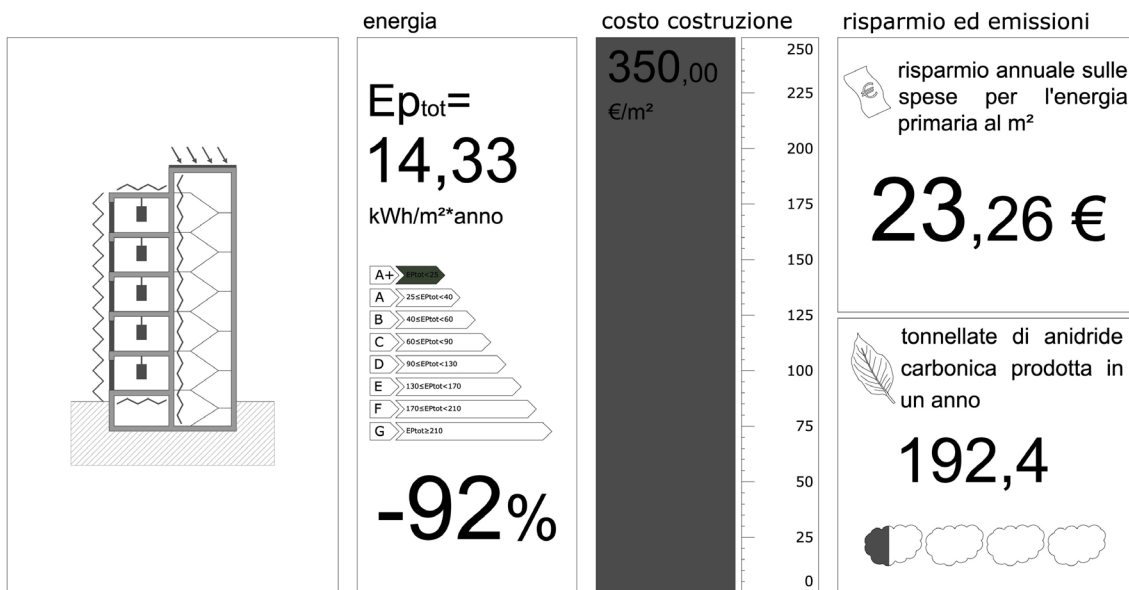 energia
costo costruzione
risparmio ed emissioni
Eptot=
14,33
kWh/m²*anno
A+ EPtot<25
A 25≤EPtot<40
B 40≤EPtot<60
C 60≤EPtot<90
D 90≤EPtot<130
E 130≤EPtot<170
F 170≤EPtot<210
G EPtot≥210
-92%
350,00
€/m²
250
225
200
175
150
125
100
75
50
25
0
risparmio annuale sulle
spese per l'energia
primaria al m²
23,26 €
tonnellate di anidride
carbonica prodotta in
un anno
192,4